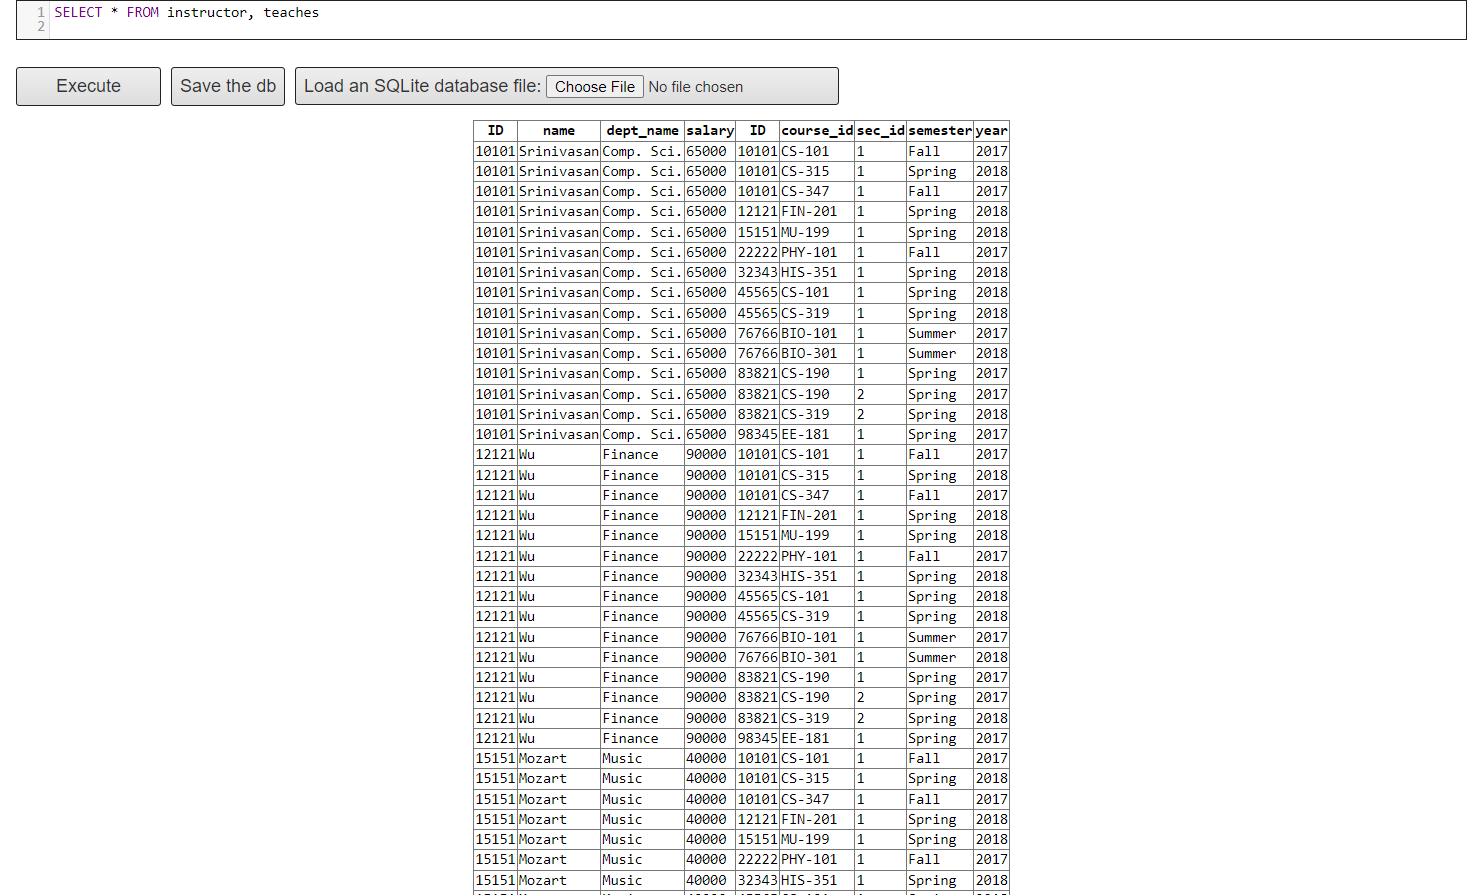 1 SELECT * FROM instructor, teaches
2
Execute Save the db Load an SQLite database file: Choose File No file chosen
ID name dept_name salary ID course_id sec_id semester year
10101 Srinivasan Comp. Sci. 65000 10101 CS-101 1 Fall 2017
10101 Srinivasan Comp. Sci. 65000 10101 CS-315 1 Spring 2018
10101 Srinivasan Comp. Sci. 65000 10101 CS-347 1 Fall 2017
10101 Srinivasan Comp. Sci. 65000 12121 FIN-201 1 Spring 2018
10101 Srinivasan Comp. Sci. 65000 15151 MU-199 1 Spring 2018
10101 Srinivasan Comp. Sci. 65000 22222 PHY-101 1 Fall 2017
10101 Srinivasan Comp. Sci. 65000 32343 HIS-351 1 Spring 2018
10101 Srinivasan Comp. Sci. 65000 45565 CS-101 1 Spring 2018
10101 Srinivasan Comp. Sci. 65000 45565 CS-319 1 Spring 2018
10101 Srinivasan Comp. Sci. 65000 76766 BIO-101 1 Summer 2017
10101 Srinivasan Comp. Sci. 65000 76766 BIO-301 1 Summer 2018
10101 Srinivasan Comp. Sci. 65000 83821 CS-190 1 Spring 2017
10101 Srinivasan Comp. Sci. 65000 83821 CS-190 2 Spring 2017
10101 Srinivasan Comp. Sci. 65000 83821 CS-319 2 Spring 2018
10101 Srinivasan Comp. Sci. 65000 98345 EE-181 1 Spring 2017
12121 Wu Finance 90000 10101 CS-101 1 Fall 2017
12121 Wu Finance 90000 10101 CS-315 1 Spring 2018
12121 Wu Finance 90000 10101 CS-347 1 Fall 2017
12121 Wu Finance 90000 12121 FIN-201 1 Spring 2018
12121 Wu Finance 90000 15151 MU-199 1 Spring 2018
12121 Wu Finance 90000 22222 PHY-101 1 Fall 2017
12121 Wu Finance 90000 32343 HIS-351 1 Spring 2018
12121 Wu Finance 90000 45565 CS-101 1 Spring 2018
12121 Wu Finance 90000 45565 CS-319 1 Spring 2018
12121 Wu Finance 90000 76766 BIO-101 1 Summer 2017
12121 Wu Finance 90000 76766 BIO-301 1 Summer 2018
12121 Wu Finance 90000 83821 CS-190 1 Spring 2017
12121 Wu Finance 90000 83821 CS-190 2 Spring 2017
12121 Wu Finance 90000 83821 CS-319 2 Spring 2018
12121 Wu Finance 90000 98345 EE-181 1 Spring 2017
15151 Mozart Music 40000 10101 CS-101 1 Fall 2017
15151 Mozart Music 40000 10101 CS-315 1 Spring 2018
15151 Mozart Music 40000 10101 CS-347 1 Fall 2017
15151 Mozart Music 40000 12121 FIN-201 1 Spring 2018
15151 Mozart Music 40000 15151 MU-199 1 Spring 2018
15151 Mozart Music 40000 22222 PHY-101 1 Fall 2017
15151 Mozart Music 40000 32343 HIS-351 1 Spring 2018